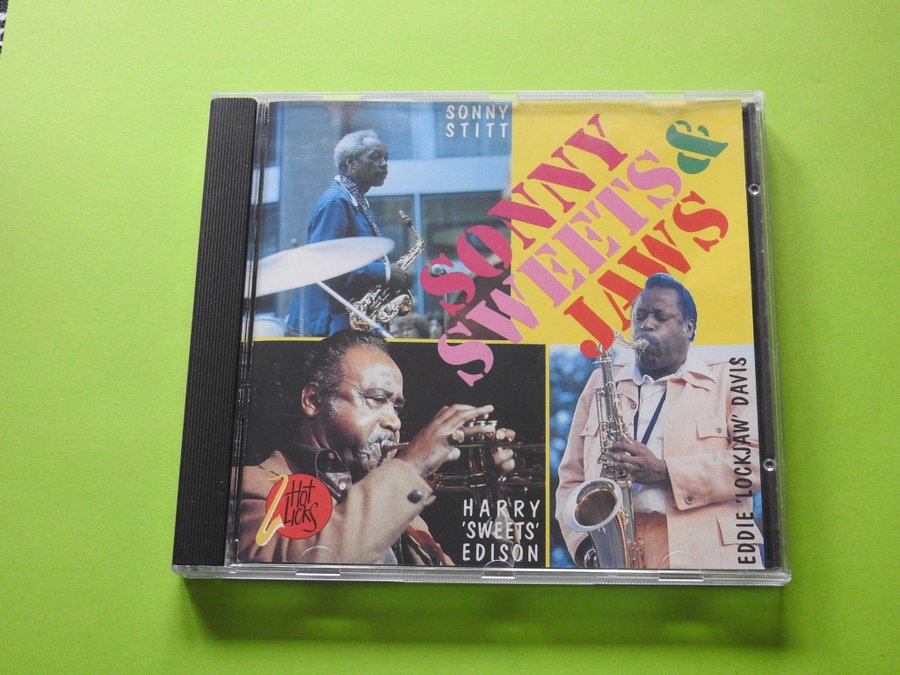 SONNY
STITT
SONNY
SWEETS &
JAWS
HARRY
'SWEETS'
EDISON
EDDIE 'LOCKJAW' DAVIS
Hot
Licks